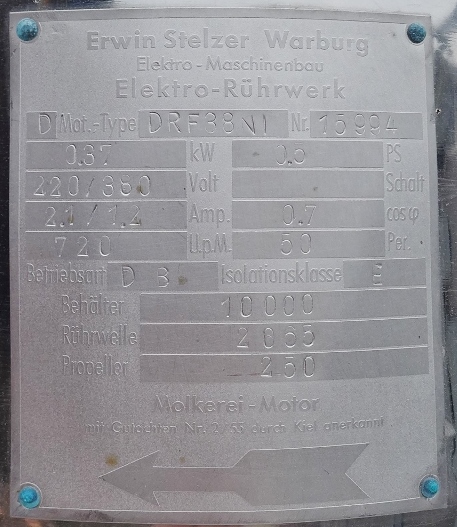 Erwin Stelzer Warburg
Elektro-Maschinenbau
Elektro-Rührwerk
D Mot.-Type DRF38N1 Nr. 15994
0.37 kW 0.5 PS
220/380 Volt Schalt
2.1/1.2 Amp. 0.7 cos φ
720 U.p.M. 50 Per.
Betriebsart DB Isolationsklasse E
Behälter 10000
Rührwelle 2065
Propeller 250
Molkerei-Motor
mit Gutachten Nr. 2/55 durch Kiel anerkannt